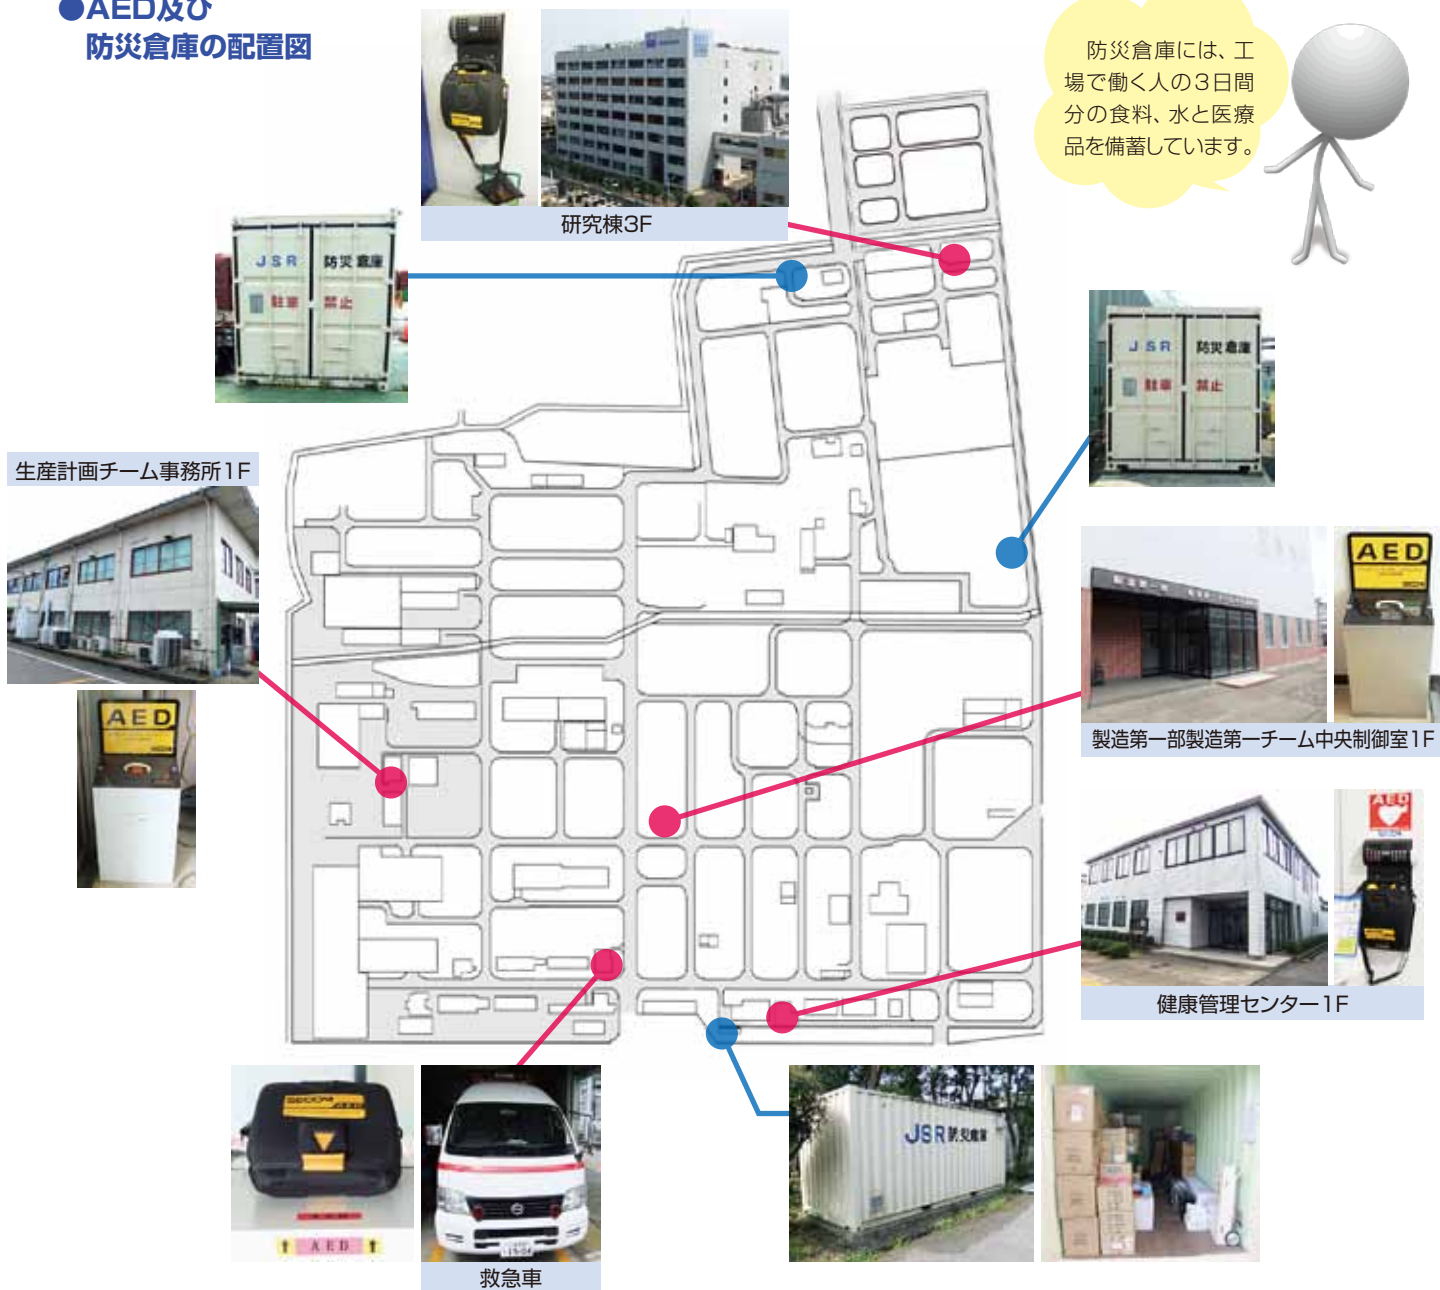 ●AED及び
防災倉庫の配置図
防災倉庫には、工
場で働く人の3日間
分の食料、水と医療
品を備蓄しています。
研究棟3F
JSR 防災倉庫
駐車 禁止
JSR 防災倉庫
駐車 禁止
生産計画チーム事務所1F
AED
AED
製造第一部製造第一チーム中央制御室1F
AED
健康管理センター1F
SECOM
AED
AED
救急車
JSR 防災倉庫